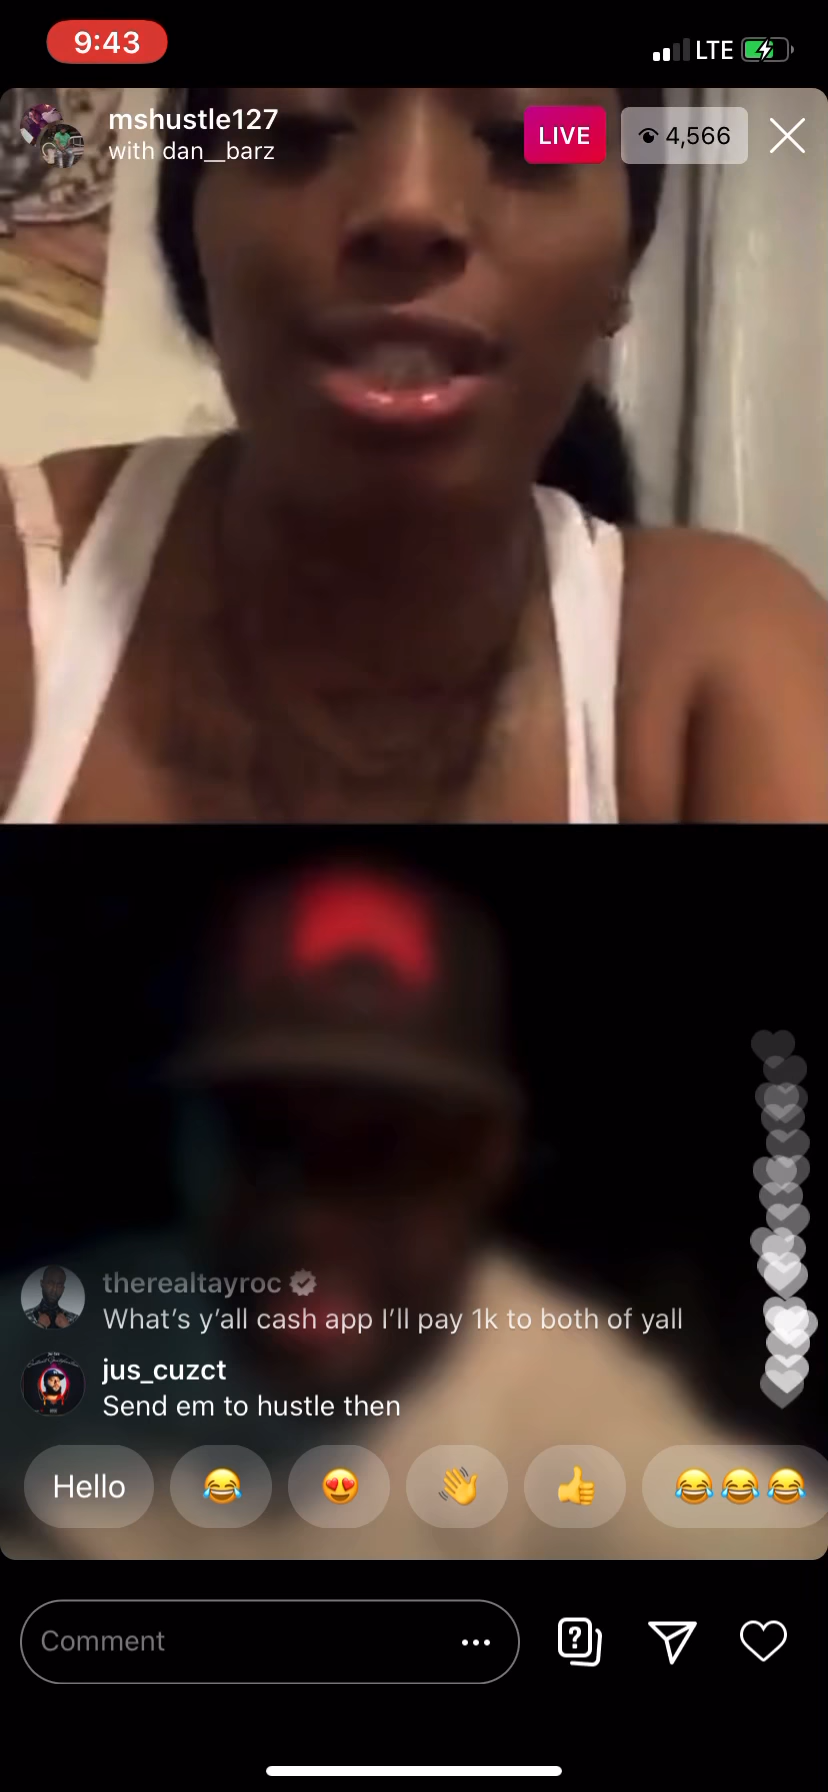 9:43
LTE
mshustle127
LIVE
4,566
with dan__barz
therealtayroc
What's y'all cash app I'll pay 1k to both of yall
jus_cuzct
Send em to hustle then
Hello 😂 😍 👋 👍 😂😂😂
Comment